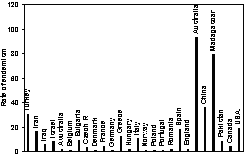 Rate of endemism
120
100
80
60
40
20
0
Turkey
Iran
Iraq
Israel
Belgium
Bulgaria
Czech R
Denmark
France
Germany
Greece
Hungary
Italy
Norway
Poland
Portugal
Romania
Spain
England
Australia
China
Madagascar
Pakistan
Canada
USA